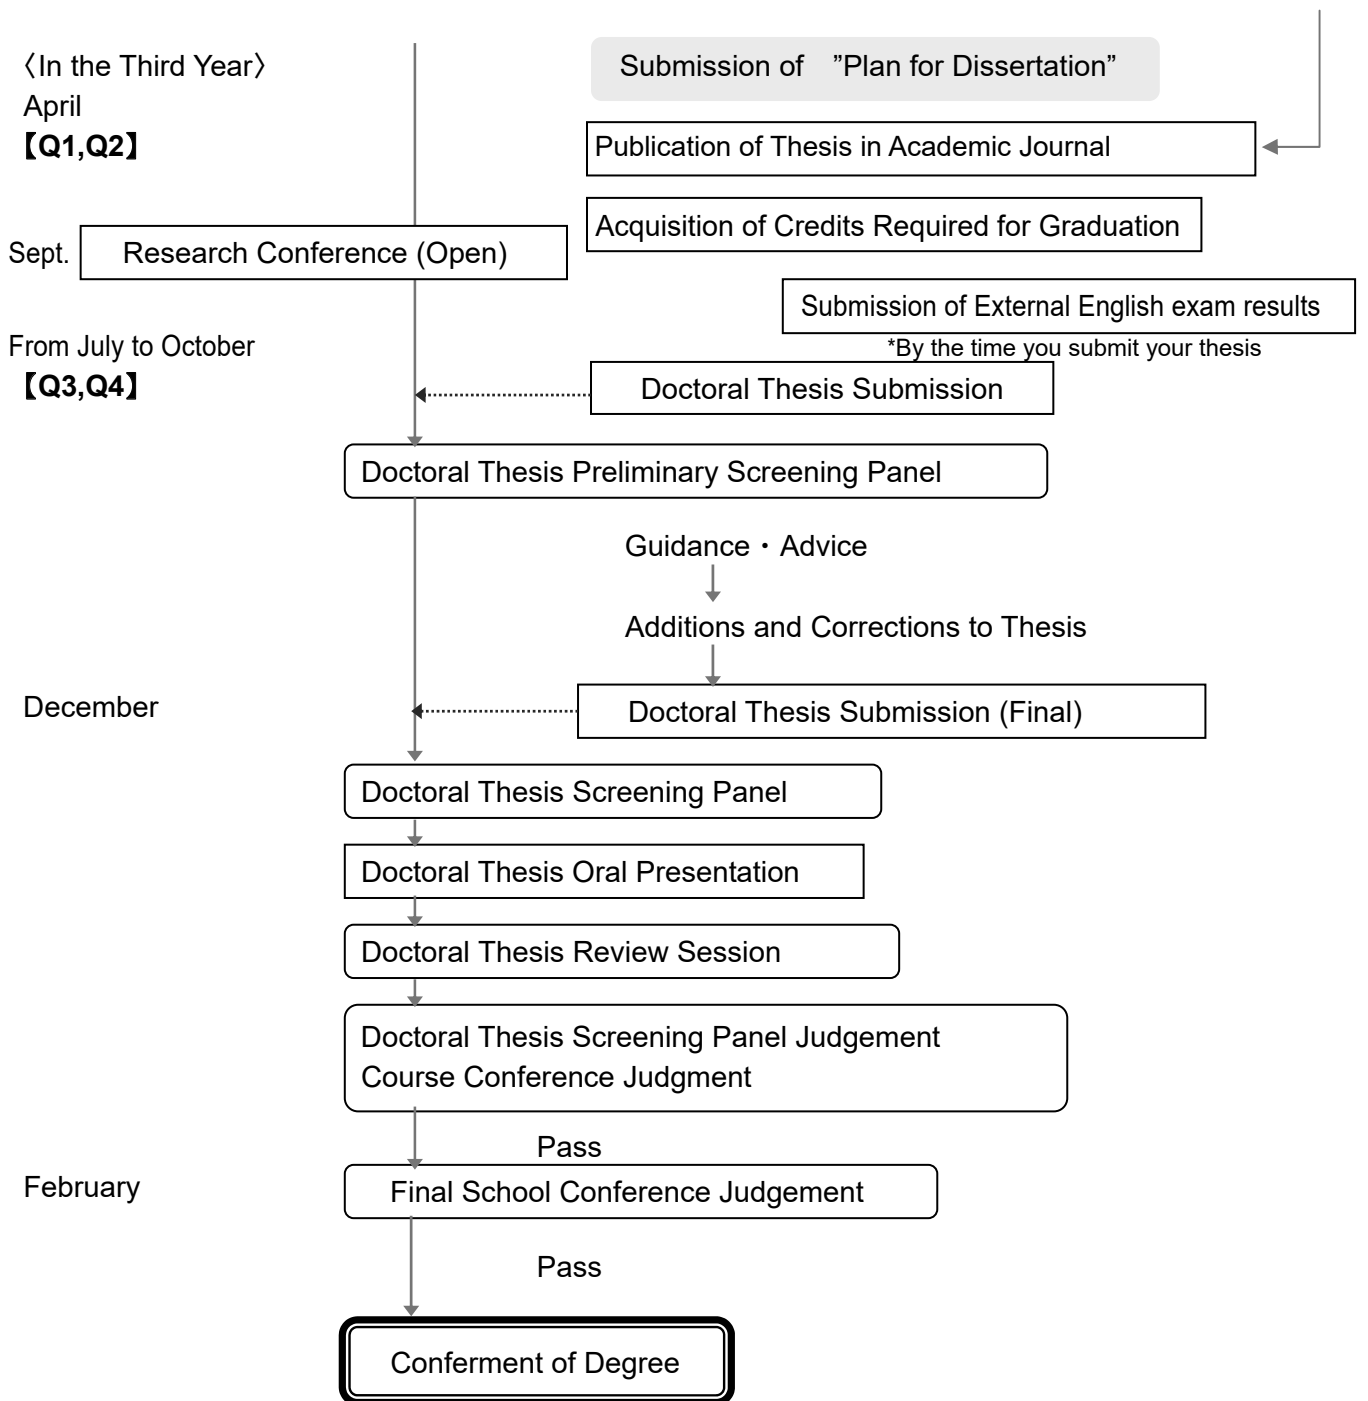 〈In the Third Year〉
Submission of ”Plan for Dissertation”
April
【Q1,Q2】
Publication of Thesis in Academic Journal
Acquisition of Credits Required for Graduation
Sept.
Research Conference (Open)
Submission of External English exam results
From July to October
*By the time you submit your thesis
【Q3,Q4】
Doctoral Thesis Submission
Doctoral Thesis Preliminary Screening Panel
Guidance・Advice
Additions and Corrections to Thesis
December
Doctoral Thesis Submission (Final)
Doctoral Thesis Screening Panel
Doctoral Thesis Oral Presentation
Doctoral Thesis Review Session
Doctoral Thesis Screening Panel Judgement
Course Conference Judgment
Pass
February
Final School Conference Judgement
Pass
Conferment of Degree